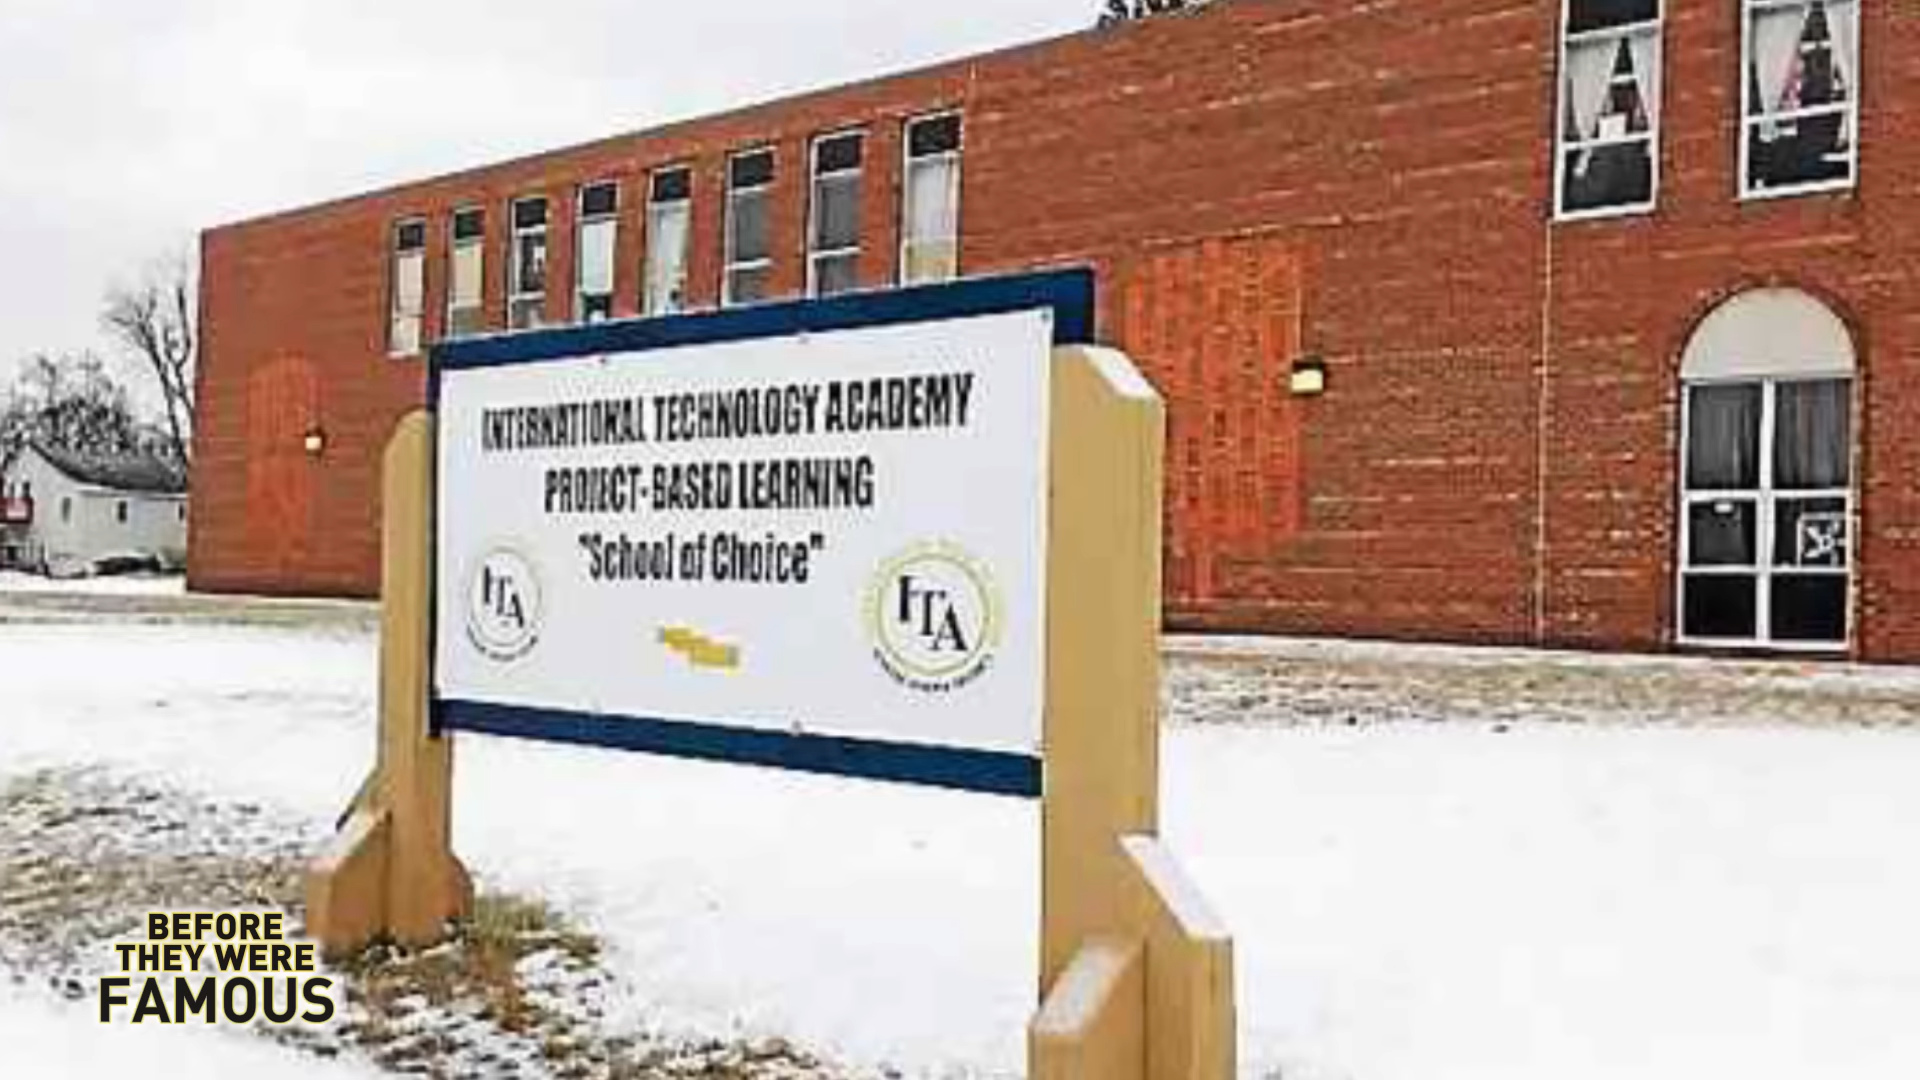 INTERNATIONAL TECHNOLOGY ACADEMY
PROJECT-BASED LEARNING
"School of Choice"
ITA
ITA
BEFORE
THEY WERE
FAMOUS